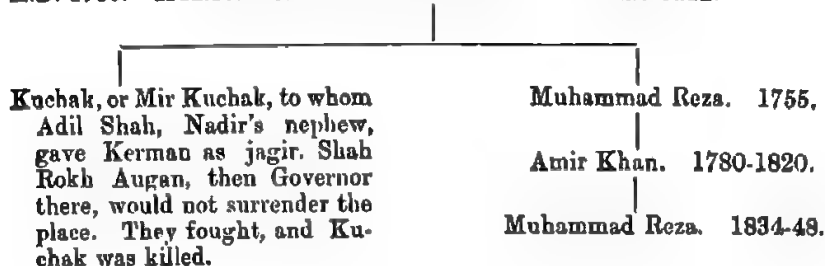 Kuchak, or Mir Kuchak, to whom
Adil Shah, Nadir's nephew,
gave Kerman as jagir. Shah
Rokh Augan, then Governor
there, would not surrender the
place. They fought, and Ku-
chak was killed.
Muhammad Reza. 1755.
Amir Khan. 1780-1820.
Muhammad Reza. 1834-48.